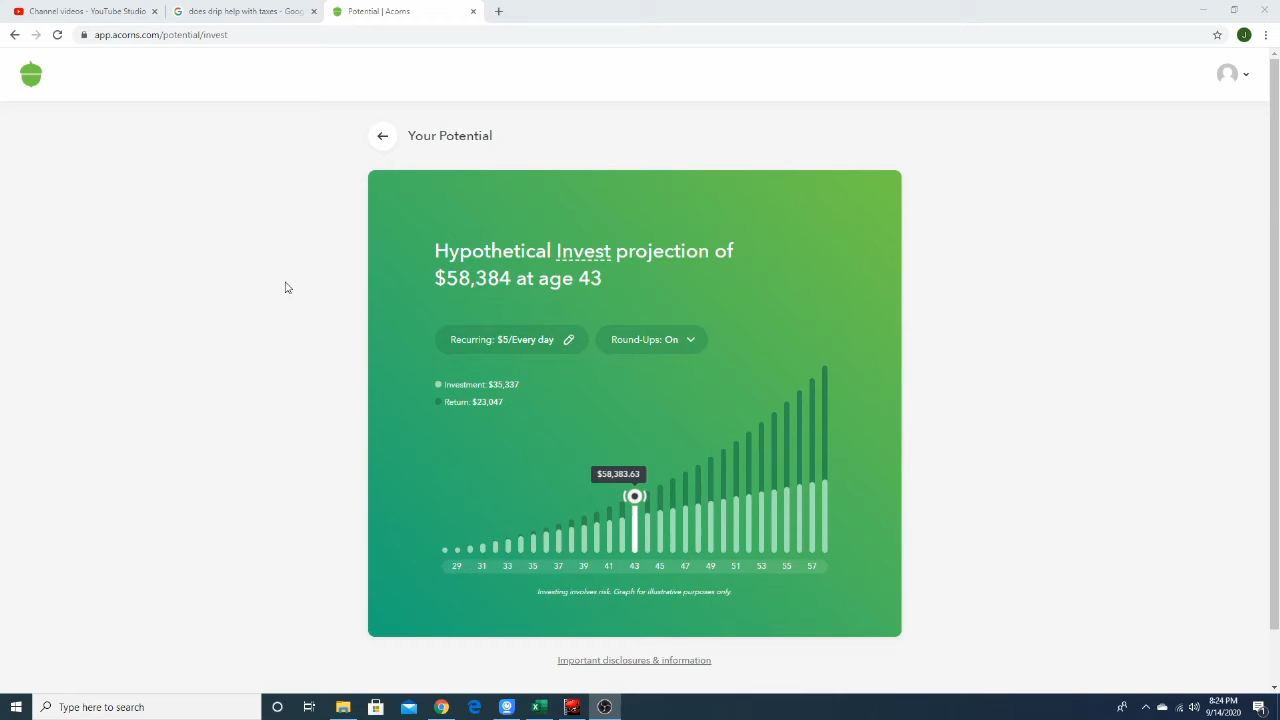 Channel videos - YouTube Studio
does drip help with taxes - Goog
Potential | Acorns
app.acorns.com/potential/invest
J
Your Potential
Hypothetical Invest projection of
$58,384 at age 43
Recurring: $5/Every day
Round-Ups: On
Investment: $35,337
Return: $23,047
$58,383.63
29 31 33 35 37 39 41 43 45 47 49 51 53 55 57
Investing involves risk. Graph for illustrative purposes only.
Important disclosures & information
Type here to search
8:24 PM
9/14/2020